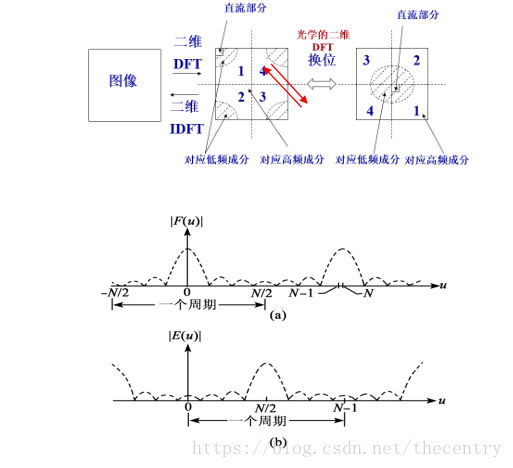 直流部分
光学的二维
DFT
换位
直流部分
二维
DFT
图像
二维
IDFT
1
4
2
3
3
2
4
1
对应低频成分
对应高频成分
对应低频成分
对应高频成分
|F(u)|
-N/2
0
N/2
N-1
N
u
一个周期
(a)
|E(u)|
0
N/2
N-1
u
一个周期
(b)
https://blog.csdn.net/thecentry